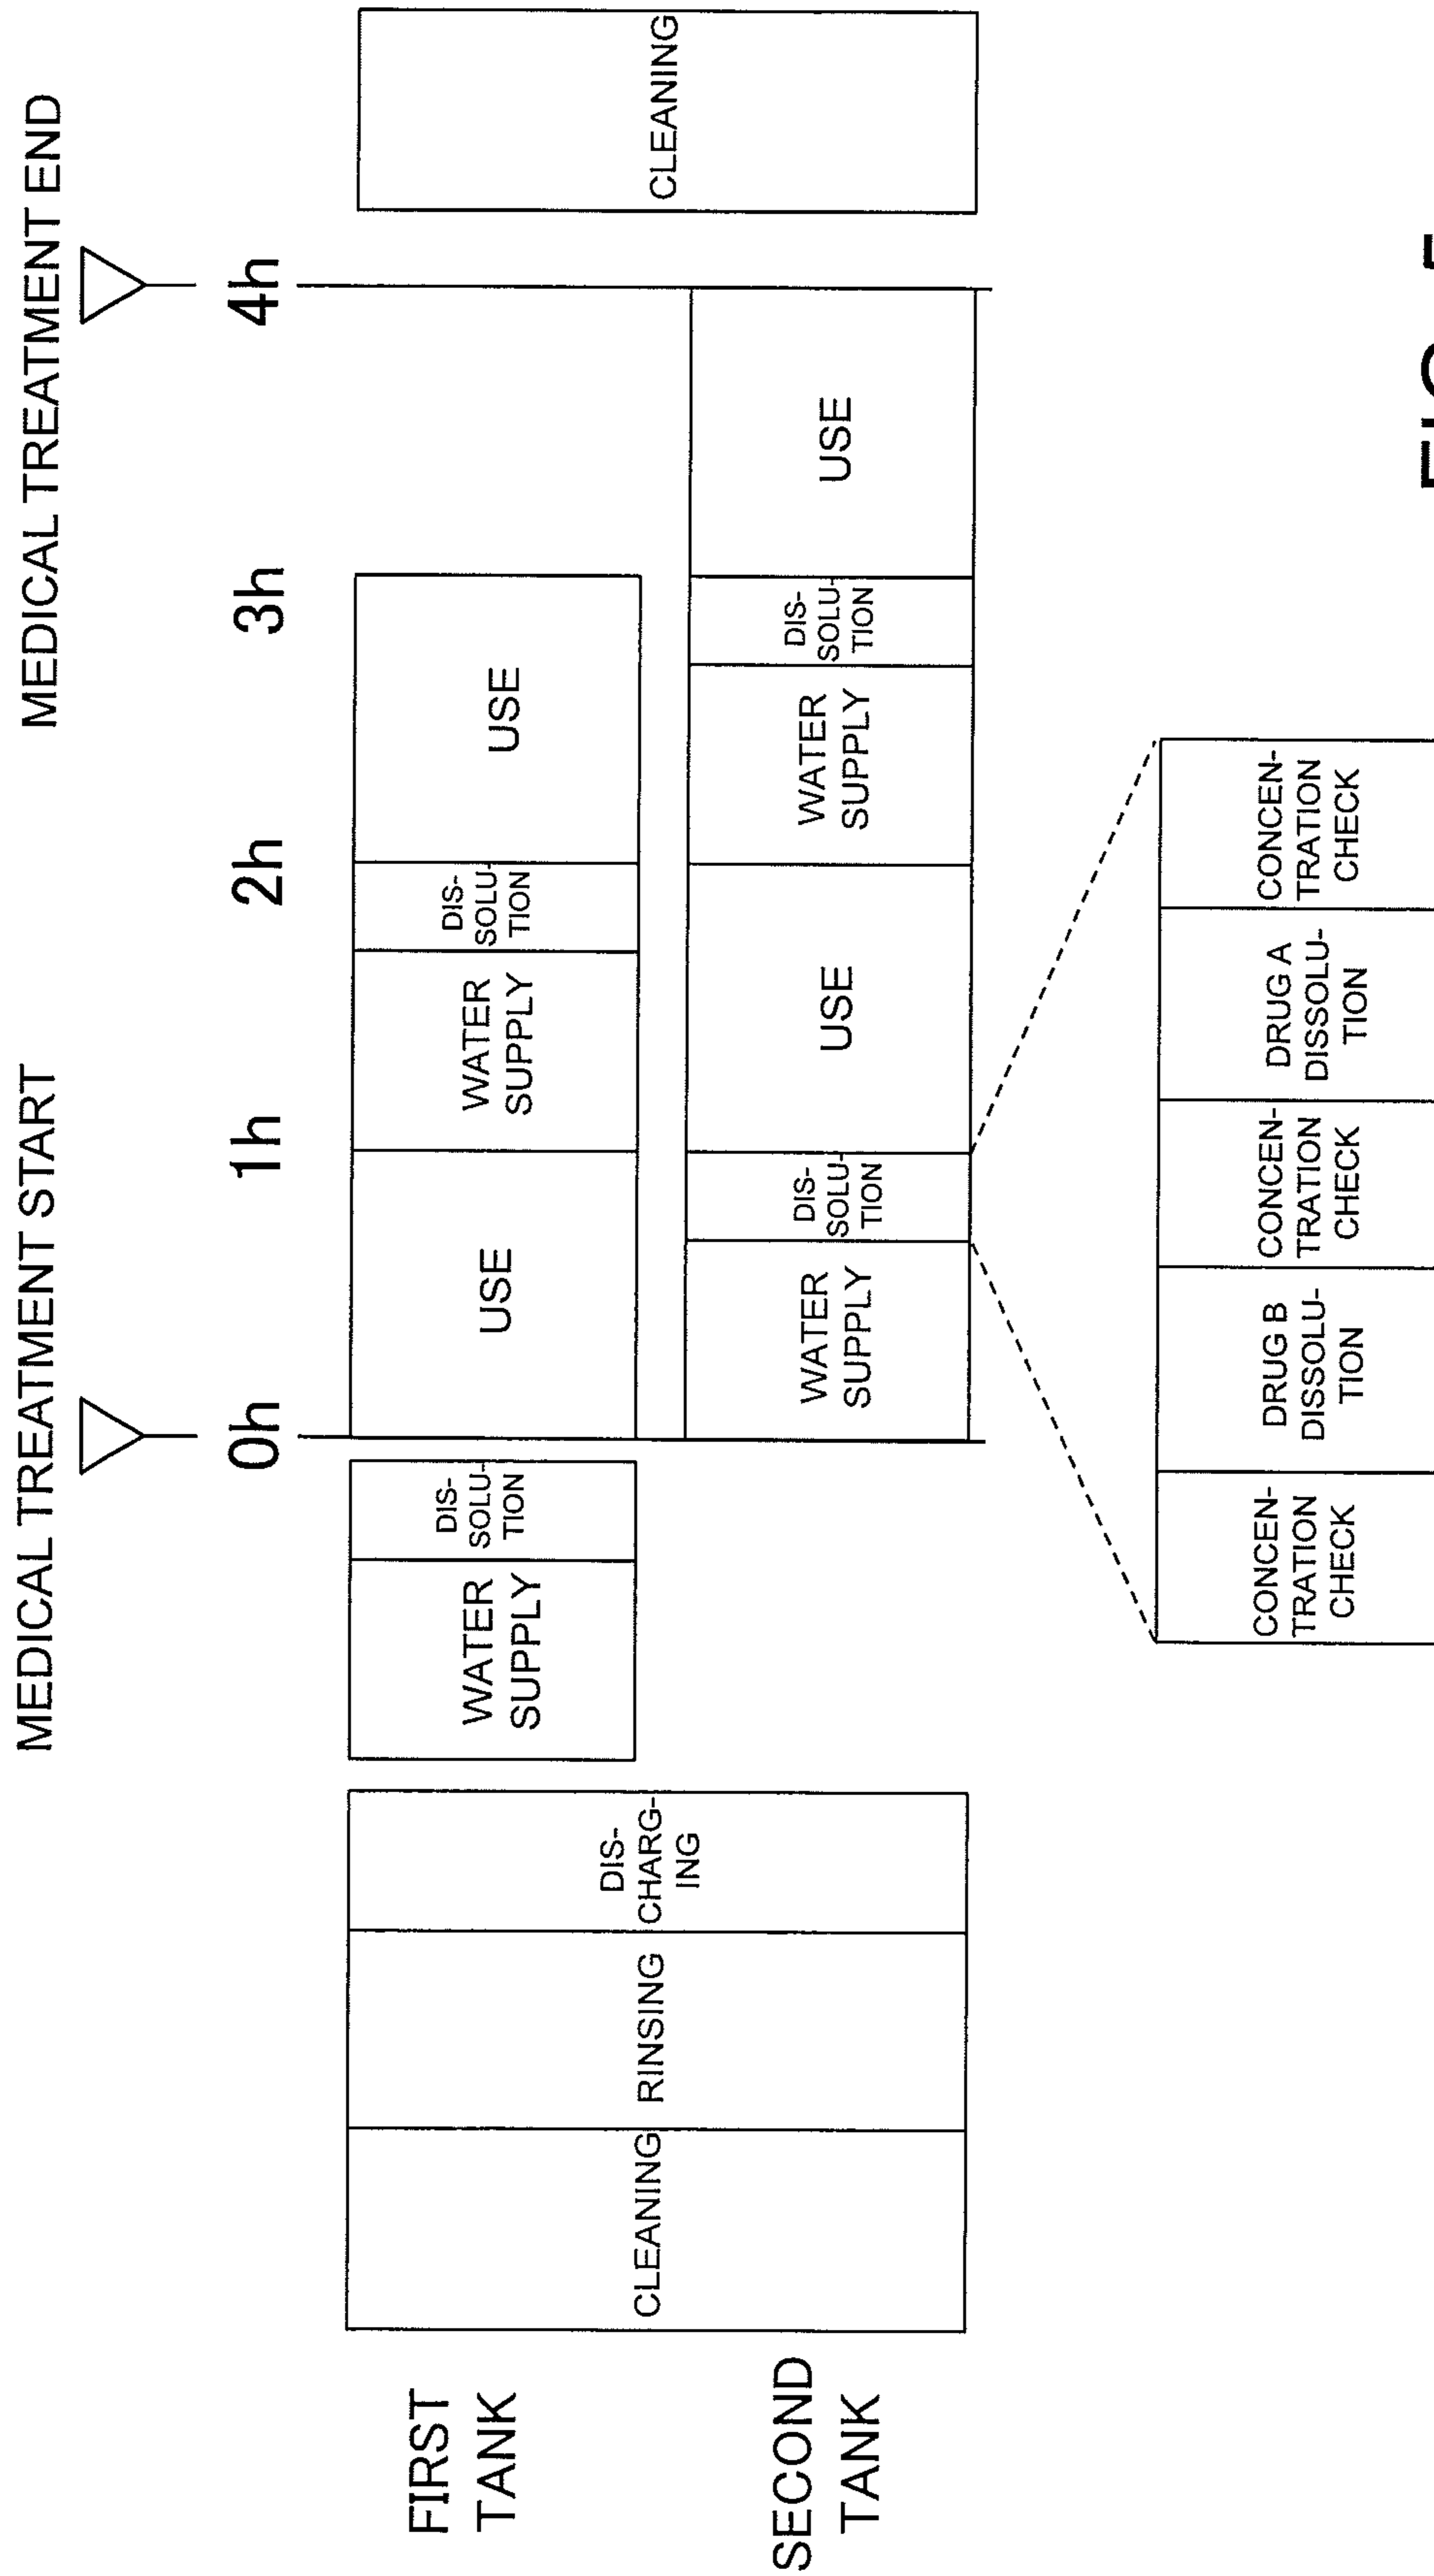 MEDICAL TREATMENT START
MEDICAL TREATMENT END
0h
1h
2h
3h
4h
FIRST
TANK
CLEANING
RINSING
DIS-
CHARG-
ING
WATER
SUPPLY
DIS-
SOLU-
TION
USE
WATER
SUPPLY
DIS-
SOLU-
TION
USE
CLEANING
SECOND
TANK
WATER
SUPPLY
DIS-
SOLU-
TION
USE
WATER
SUPPLY
DIS-
SOLU-
TION
USE
CONCEN-
TRATION
CHECK
DRUG B
DISSOLU-
TION
CONCEN-
TRATION
CHECK
DRUG A
DISSOLU-
TION
CONCEN-
TRATION
CHECK